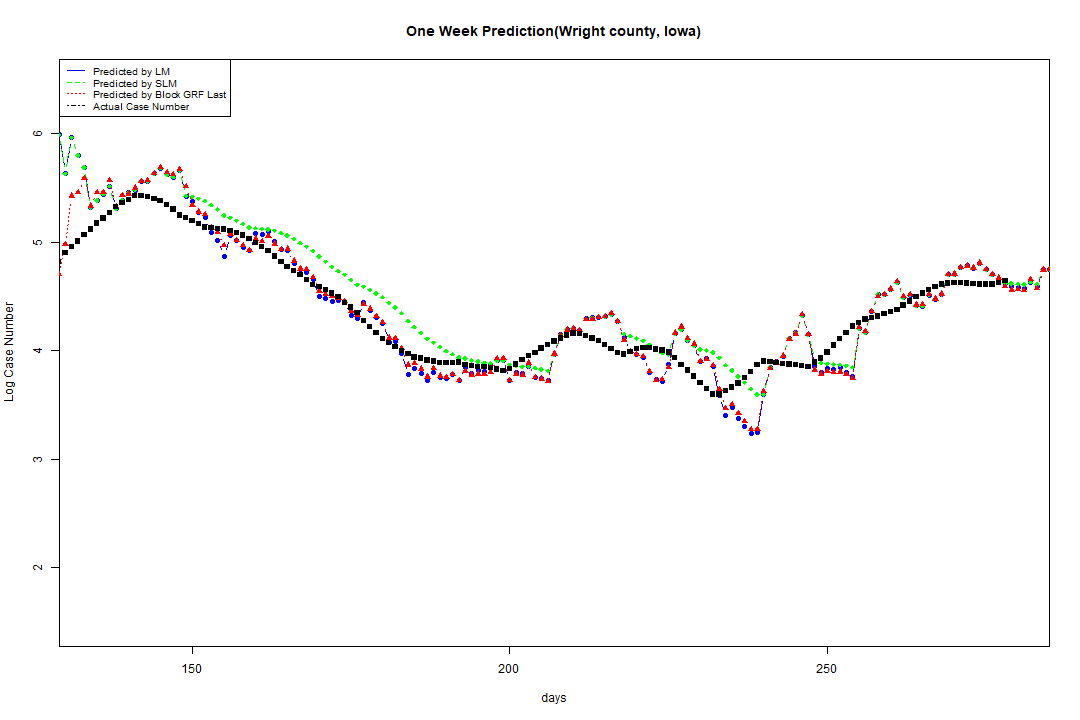 One Week Prediction(Wright county, Iowa)
Predicted by LM
Predicted by SLM
Predicted by Block GRF Last
Actual Case Number
6
5
4
3
2
Log Case Number
150
200
250
days